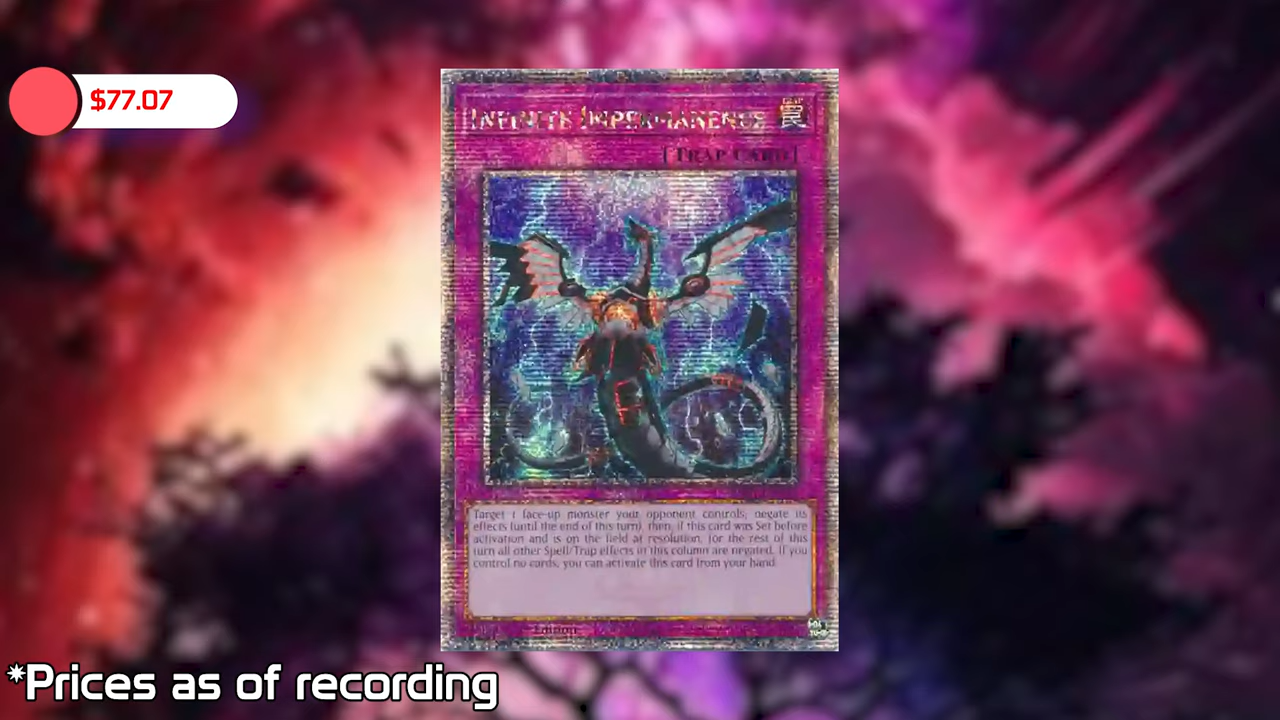 $77.07
INFINITE IMPERMANENCE
[TRAP CARD]
Target 1 face-up monster your opponent controls; negate its
effects (until the end of this turn), then, if this card was Set before
activation and is on the field at resolution, for the rest of this
turn all other Spell/Trap effects in this column are negated. If you
control no cards, you can activate this card from your hand.
Edition
*Prices as of recording